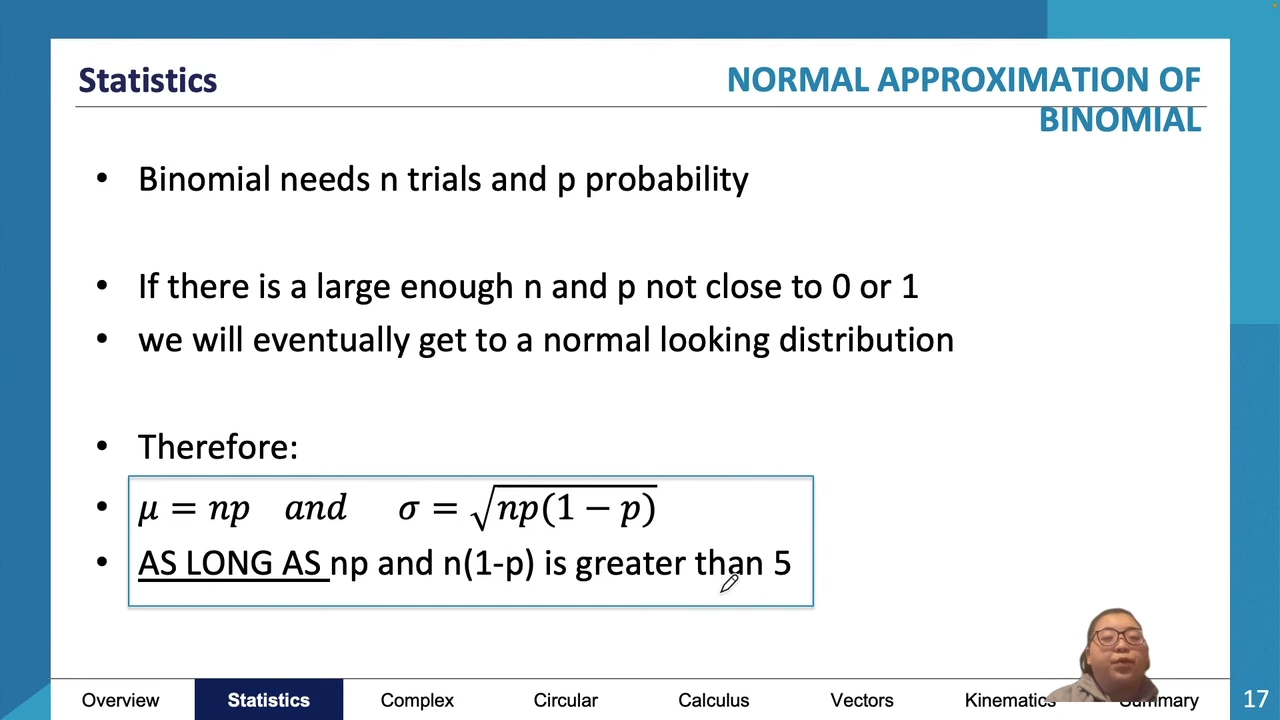 Statistics
NORMAL APPROXIMATION OF
BINOMIAL
• Binomial needs n trials and p probability
• If there is a large enough n and p not close to 0 or 1
• we will eventually get to a normal looking distribution
• Therefore:
• μ = np and σ = √np(1 − p)
• AS LONG AS np and n(1-p) is greater than 5
Overview Statistics Complex Circular Calculus Vectors Kinematics Summary 17